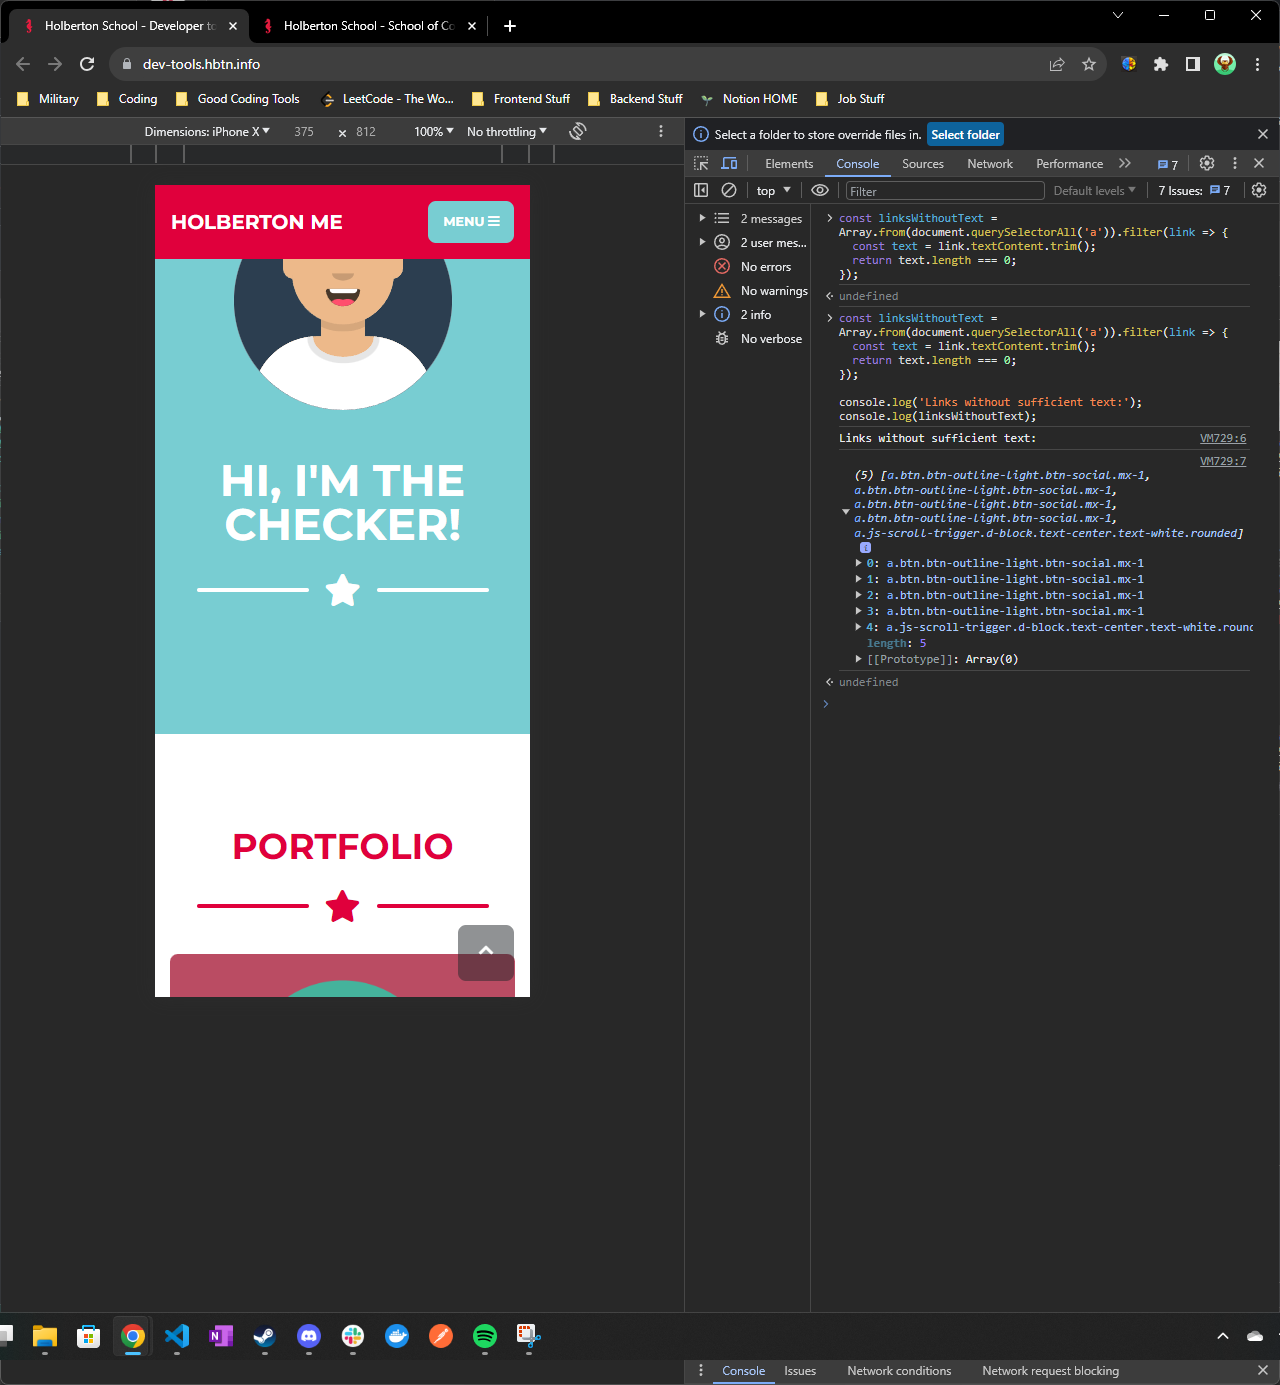 Holberton School - Developer to
Holberton School - School of Co
dev-tools.hbtn.info
Military
Coding
Good Coding Tools
LeetCode - The Wo...
Frontend Stuff
Backend Stuff
Notion HOME
Job Stuff
Dimensions: iPhone X
375 × 812
100%
No throttling
Select a folder to store override files in.
Select folder
Elements
Console
Sources
Network
Performance
7
top
Filter
Default levels
7 Issues: 7
2 messages
2 user mes...
No errors
No warnings
2 info
No verbose
const linksWithoutText =
Array.from(document.querySelectorAll('a')).filter(link => {
const text = link.textContent.trim();
return text.length === 0;
});
undefined
const linksWithoutText =
Array.from(document.querySelectorAll('a')).filter(link => {
const text = link.textContent.trim();
return text.length === 0;
});
console.log('Links without sufficient text:');
console.log(linksWithoutText);
Links without sufficient text: VM729:6
VM729:7
(5) [a.btn.btn-outline-light.btn-social.mx-1,
a.btn.btn-outline-light.btn-social.mx-1,
a.btn.btn-outline-light.btn-social.mx-1,
a.btn.btn-outline-light.btn-social.mx-1,
a.js-scroll-trigger.d-block.text-center.text-white.rounded]
i
0: a.btn.btn-outline-light.btn-social.mx-1
1: a.btn.btn-outline-light.btn-social.mx-1
2: a.btn.btn-outline-light.btn-social.mx-1
3: a.btn.btn-outline-light.btn-social.mx-1
4: a.js-scroll-trigger.d-block.text-center.text-white.round
length: 5
[[Prototype]]: Array(0)
undefined
HOLBERTON ME
MENU
HI, I'M THE
CHECKER!
PORTFOLIO
Console
Issues
Network conditions
Network request blocking